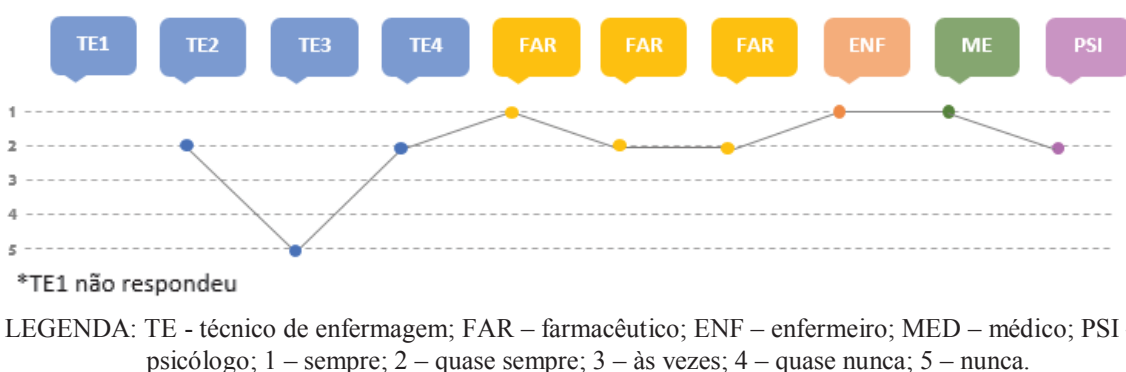 TE1 TE2 TE3 TE4 FAR FAR FAR ENF ME PSI
1
2
3
4
5
*TE1 não respondeu
LEGENDA: TE - técnico de enfermagem; FAR – farmacêutico; ENF – enfermeiro; MED – médico; PSI
psicólogo; 1 – sempre; 2 – quase sempre; 3 – às vezes; 4 – quase nunca; 5 – nunca.